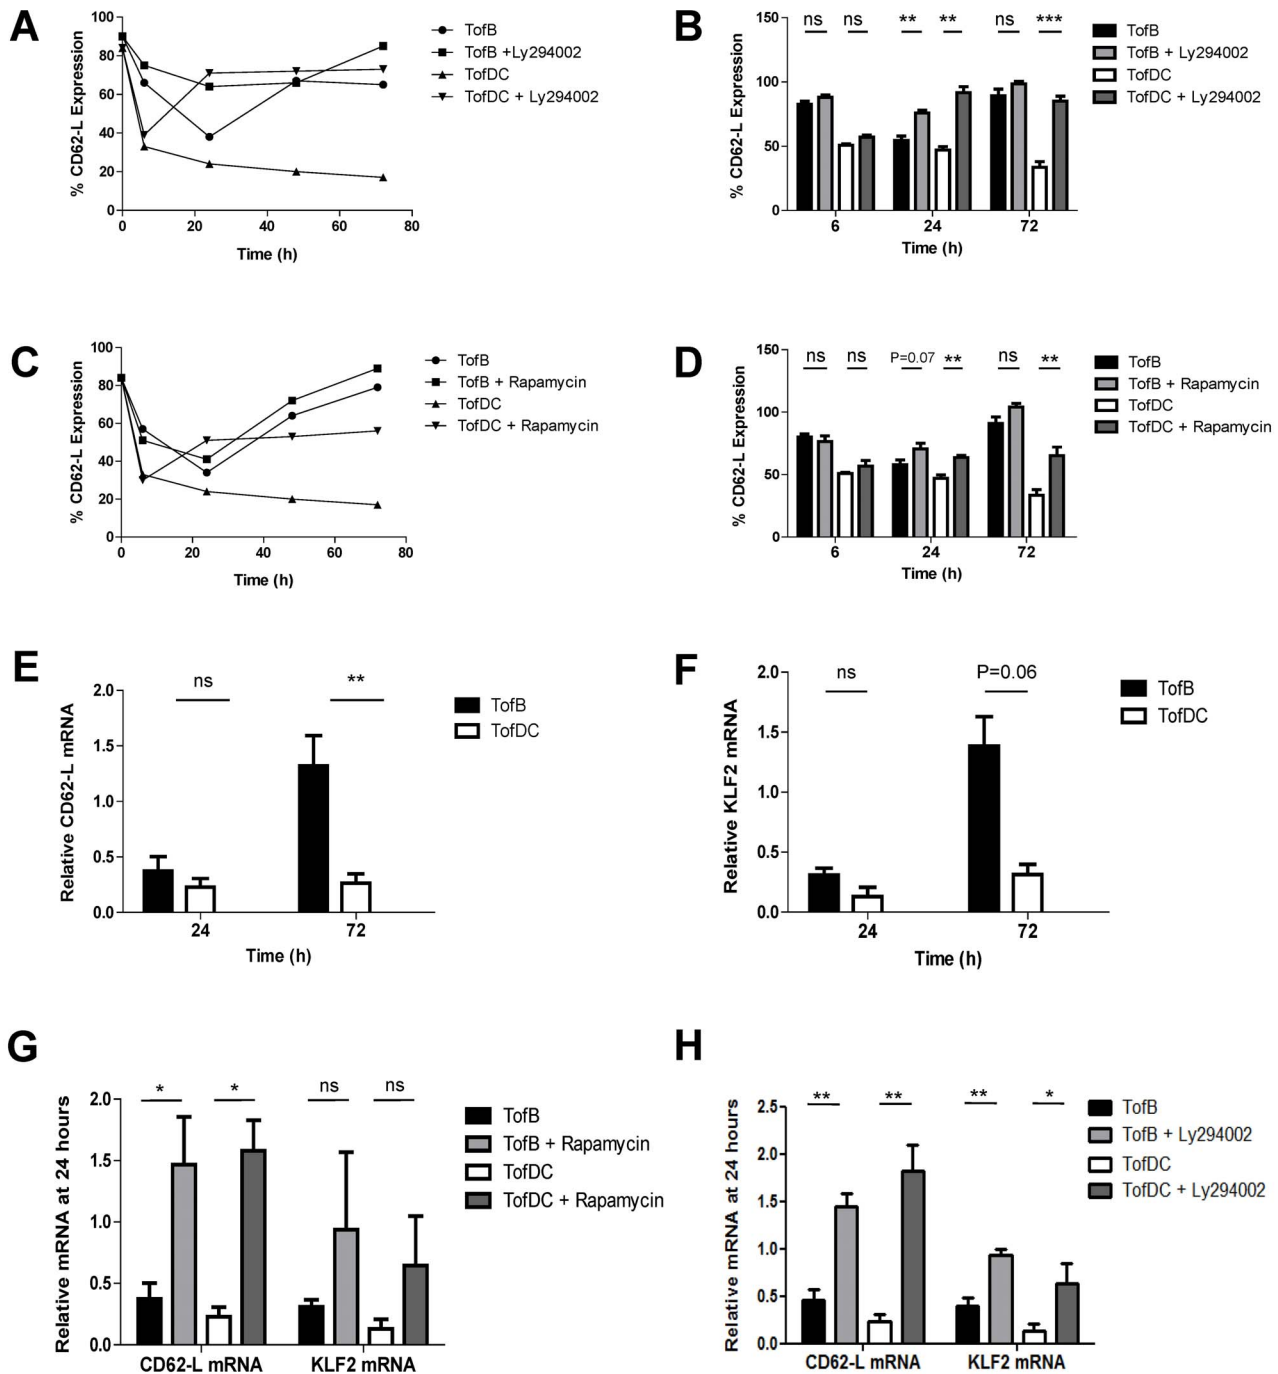 A
% CD62-L Expression
100
80
60
40
20
0
0 20 40 60 80
Time (h)
TofB
TofB +Ly294002
TofDC
TofDC + Ly294002
B
% CD62-L Expression
150
100
50
0
ns ns ** ** ns ***
6 24 72
Time (h)
TofB
TofB + Ly294002
TofDC
TofDC + Ly294002
C
% CD62-L Expression
100
80
60
40
20
0
0 20 40 60 80
Time (h)
TofB
TofB + Rapamycin
TofDC
TofDC + Rapamycin
D
% CD62-L Expression
150
100
50
0
ns ns P=0.07 ** ns **
6 24 72
Time (h)
TofB
TofB + Rapamycin
TofDC
TofDC + Rapamycin
E
Relative CD62-L mRNA
2.0
1.5
1.0
0.5
0.0
ns **
24 72
Time (h)
TofB
TofDC
F
Relative KLF2 mRNA
2.0
1.5
1.0
0.5
0.0
ns P=0.06
24 72
Time (h)
TofB
TofDC
G
Relative mRNA at 24 hours
2.0
1.5
1.0
0.5
0.0
* * ns ns
CD62-L mRNA KLF2 mRNA
TofB
TofB + Rapamycin
TofDC
TofDC + Rapamycin
H
Relative mRNA at 24 hours
2.5
2.0
1.5
1.0
0.5
0.0
** ** ** *
CD62-L mRNA KLF2 mRNA
TofB
TofB + Ly294002
TofDC
TofDC + Ly294002